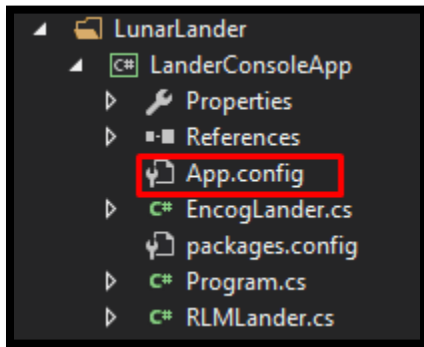 LunarLander
C# LanderConsoleApp
Properties
References
App.config
C# EncogLander.cs
packages.config
C# Program.cs
C# RLMLander.cs